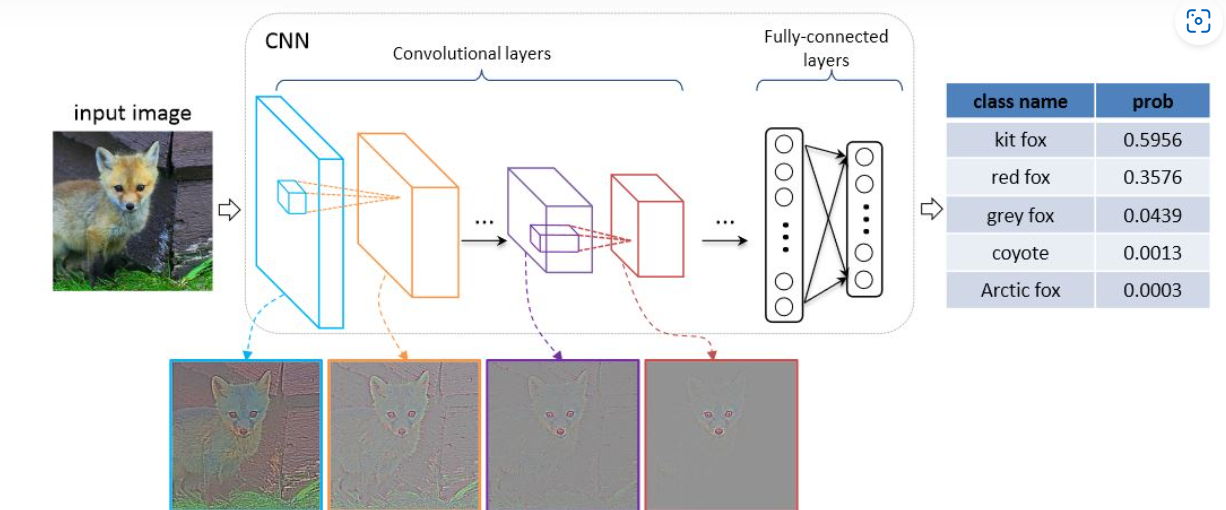 CNN
Convolutional layers
Fully-connected
layers
input image
...
...
class name prob
kit fox 0.5956
red fox 0.3576
grey fox 0.0439
coyote 0.0013
Arctic fox 0.0003